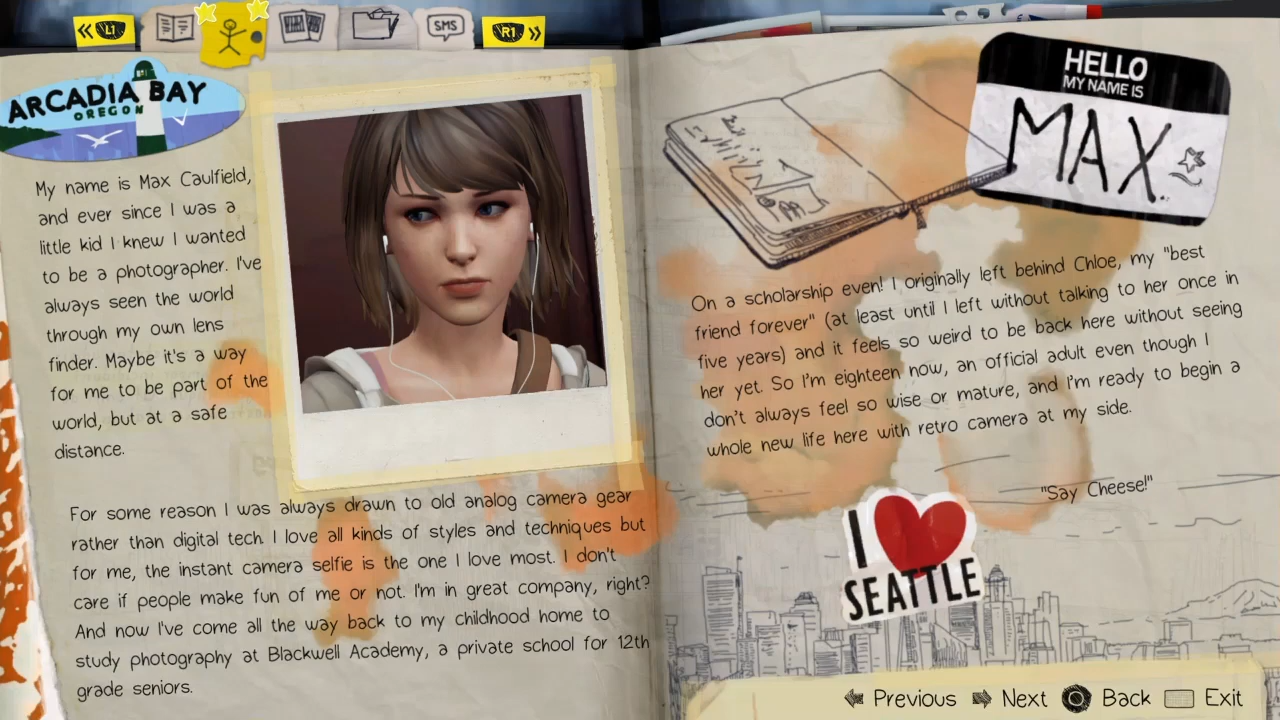 L1
SMS
R1
ARCADIA BAY
OREGON
My name is Max Caulfield,
and ever since I was a
little kid I knew I wanted
to be a photographer. I've
always seen the world
through my own lens
finder. Maybe it's a way
for me to be part of the
world, but at a safe
distance.
For some reason I was always drawn to old analog camera gear
rather than digital tech. I love all kinds of styles and techniques but
for me, the instant camera selfie is the one I love most. I don't
care if people make fun of me or not. I'm in great company, right?
And now I've come all the way back to my childhood home to
study photography at Blackwell Academy, a private school for 12th
grade seniors.
HELLO
MY NAME IS
MAX
On a scholarship even! I originally left behind Chloe, my "best
friend forever" (at least until I left without talking to her once in
five years) and it feels so weird to be back here without seeing
her yet. So I'm eighteen now, an official adult even though I
don't always feel so wise or mature, and I'm ready to begin a
whole new life here with retro camera at my side.
"Say Cheese!"
I
SEATTLE
Previous Next Back Exit